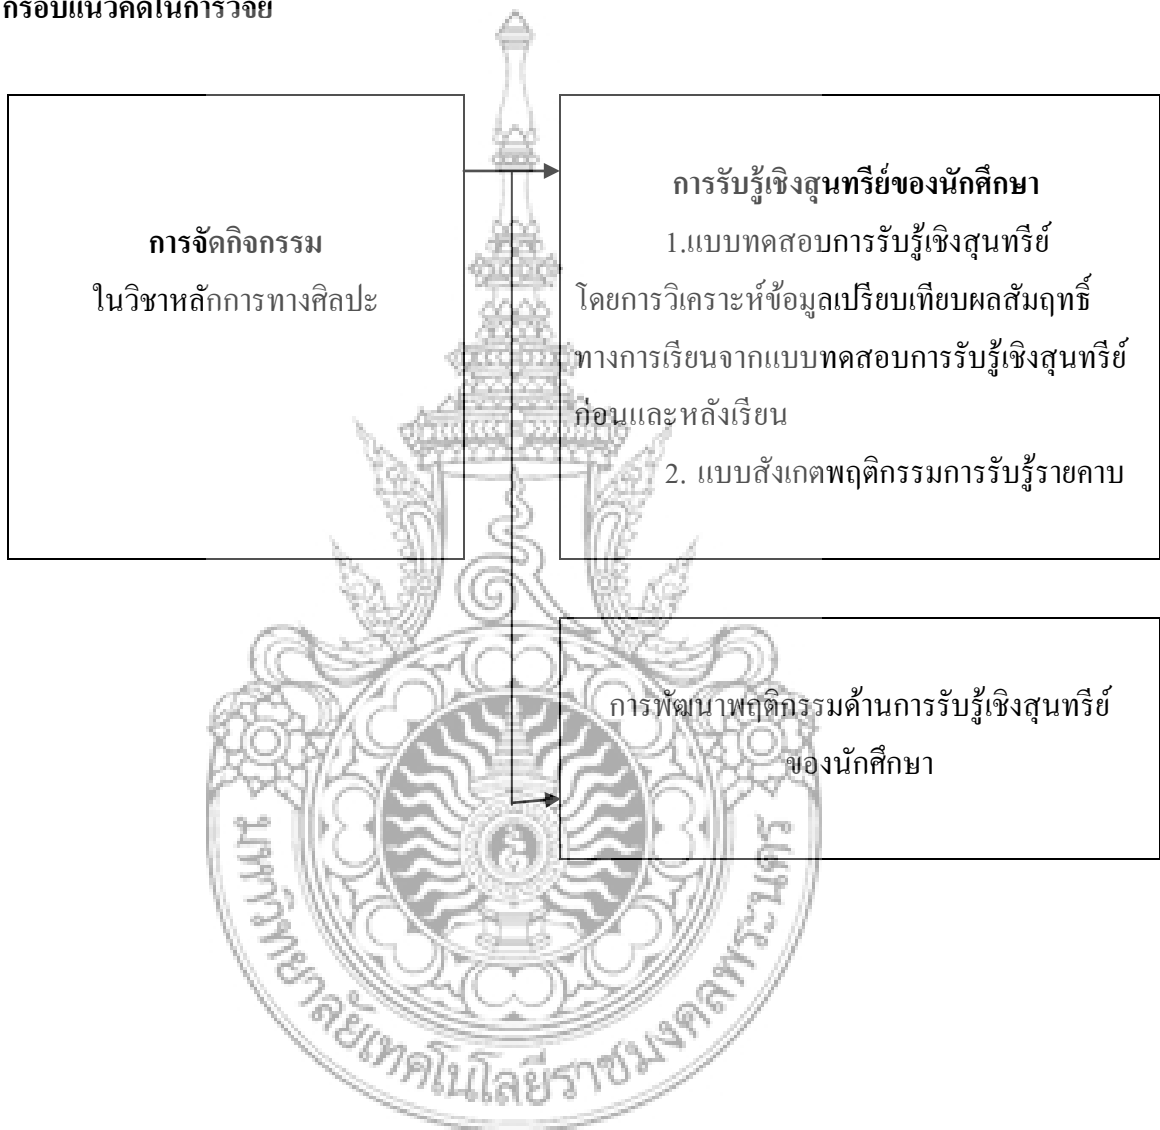 กรอบแนวคิดในการวิจัย
การจัดกิจกรรม
ในวิชาหลักการทางศิลปะ
การรับรู้เชิงสุนทรีย์ของนักศึกษา
1.แบบทดสอบการรับรู้เชิงสุนทรีย์
โดยการวิเคราะห์ข้อมูลเปรียบเทียบผลสัมฤทธิ์
ทางการเรียนจากแบบทดสอบการรับรู้เชิงสุนทรีย์
ก่อนและหลังเรียน
2. แบบสังเกตพฤติกรรมการรับรู้รายคาบ
การพัฒนาพฤติกรรมด้านการรับรู้เชิงสุนทรีย์
ของนักศึกษา
มหาวิทยาลัยเทคโนโลยีราชมงคลพระนคร